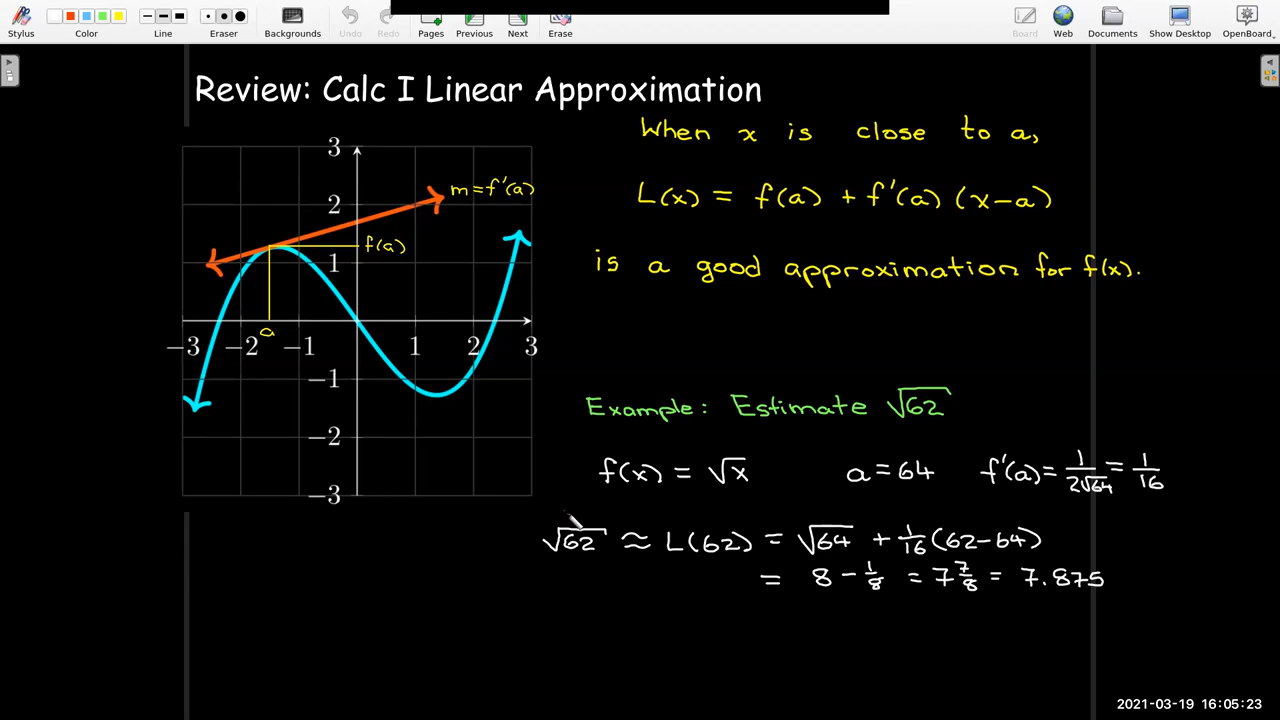 Stylus Color Line Eraser Backgrounds Undo Redo Pages Previous Next Erase Board Web Documents Show Desktop OpenBoard
Review: Calc I Linear Approximation
When x is close to a,
L(x) = f(a) + f'(a) (x-a)
is a good approximation for f(x).
3
m=f'(a)
2
f(a)
1
a
-3 -2 -1 1 2 3
-1
-2
-3
Example: Estimate √62
f(x) = √x a=64 f'(a)= 1/2√64 = 1/16
√62 ≈ L(62) = √64 + 1/16 (62-64)
= 8 - 1/8 = 7 7/8 = 7.875
2021-03-19 16:05:23